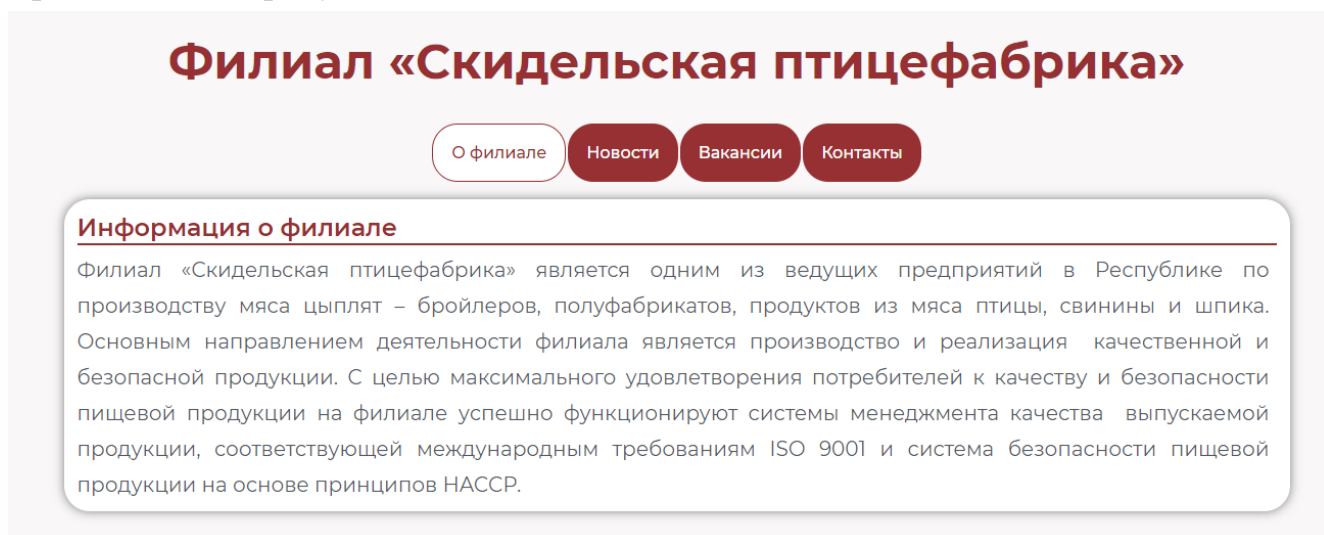 Филиал «Скидельская птицефабрика»
О филиале Новости Вакансии Контакты
Информация о филиале
Филиал «Скидельская птицефабрика» является одним из ведущих предприятий в Республике по
производству мяса цыплят – бройлеров, полуфабрикатов, продуктов из мяса птицы, свинины и шпика.
Основным направлением деятельности филиала является производство и реализация качественной и
безопасной продукции. С целью максимального удовлетворения потребителей к качеству и безопасности
пищевой продукции на филиале успешно функционируют системы менеджмента качества выпускаемой
продукции, соответствующей международным требованиям ISO 9001 и система безопасности пищевой
продукции на основе принципов НАССР.